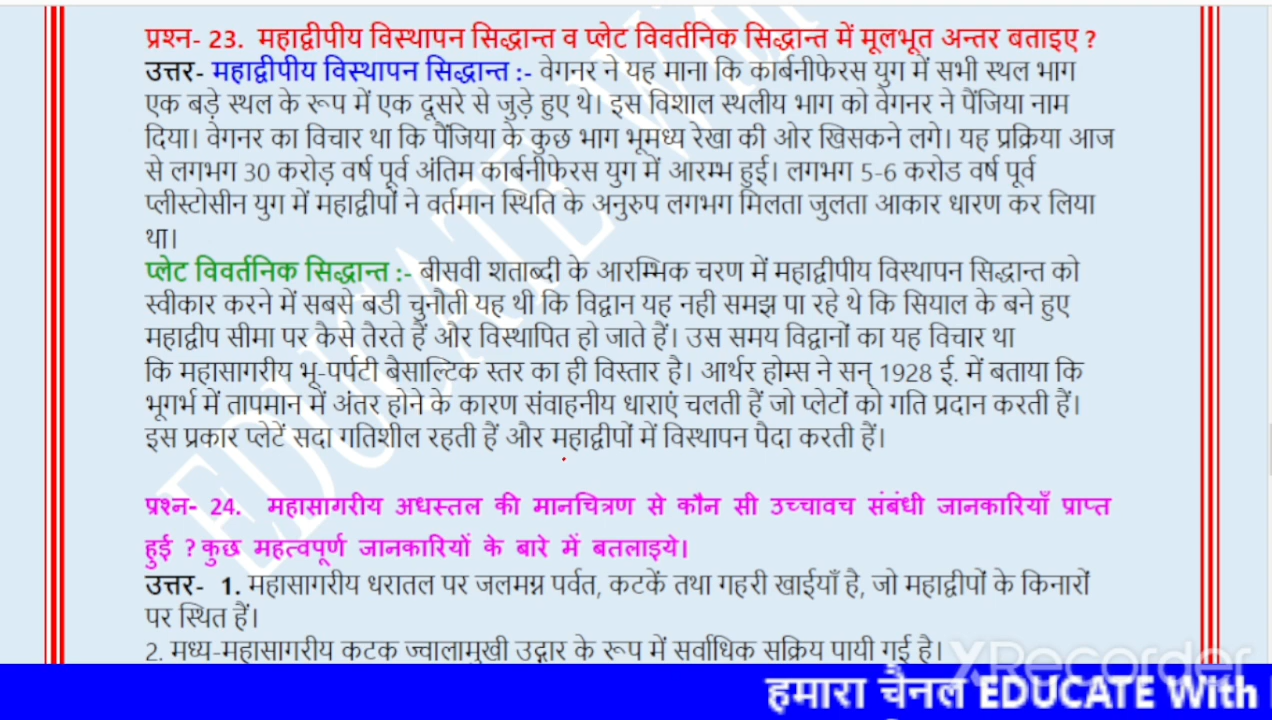 प्रश्न- 23. महाद्वीपीय विस्थापन सिद्धान्त व प्लेट विवर्तनिक सिद्धान्त में मूलभूत अन्तर बताइए ?
उत्तर- महाद्वीपीय विस्थापन सिद्धान्त :- वेगनर ने यह माना कि कार्बनीफेरस युग में सभी स्थल भाग
एक बड़े स्थल के रूप में एक दूसरे से जुड़े हुए थे। इस विशाल स्थलीय भाग को वेगनर ने पैंजिया नाम
दिया। वेगनर का विचार था कि पैंजिया के कुछ भाग भूमध्य रेखा की ओर खिसकने लगे। यह प्रक्रिया आज
से लगभग 30 करोड़ वर्ष पूर्व अंतिम कार्बनीफेरस युग में आरम्भ हुई। लगभग 5-6 करोड वर्ष पूर्व
प्लीस्टोसीन युग में महाद्वीपों ने वर्तमान स्थिति के अनुरुप लगभग मिलता जुलता आकार धारण कर लिया
था।
प्लेट विवर्तनिक सिद्धान्त :- बीसवी शताब्दी के आरम्भिक चरण में महाद्वीपीय विस्थापन सिद्धान्त को
स्वीकार करने में सबसे बडी चुनौती यह थी कि विद्वान यह नही समझ पा रहे थे कि सियाल के बने हुए
महाद्वीप सीमा पर कैसे तैरते हैं और विस्थापित हो जाते हैं। उस समय विद्वानों का यह विचार था
कि महासागरीय भू-पर्पटी बैसाल्टिक स्तर का ही विस्तार है। आर्थर होम्स ने सन् 1928 ई. में बताया कि
भूगर्भ में तापमान में अंतर होने के कारण संवाहनीय धाराएं चलती हैं जो प्लेटों को गति प्रदान करती हैं।
इस प्रकार प्लेटें सदा गतिशील रहती हैं और महाद्वीपों में विस्थापन पैदा करती हैं।
प्रश्न- 24. महासागरीय अधस्तल की मानचित्रण से कौन सी उच्चावच संबंधी जानकारियाँ प्राप्त
हुई ? कुछ महत्वपूर्ण जानकारियों के बारे में बतलाइये।
उत्तर- 1. महासागरीय धरातल पर जलमग्न पर्वत, कटकें तथा गहरी खाईयाँ है, जो महाद्वीपों के किनारों
पर स्थित हैं।
2. मध्य-महासागरीय कटक ज्वालामुखी उद्गार के रूप में सर्वाधिक सक्रिय पायी गई है।
XRecorder
हमारा चैनल EDUCATE With
EDUCATE W